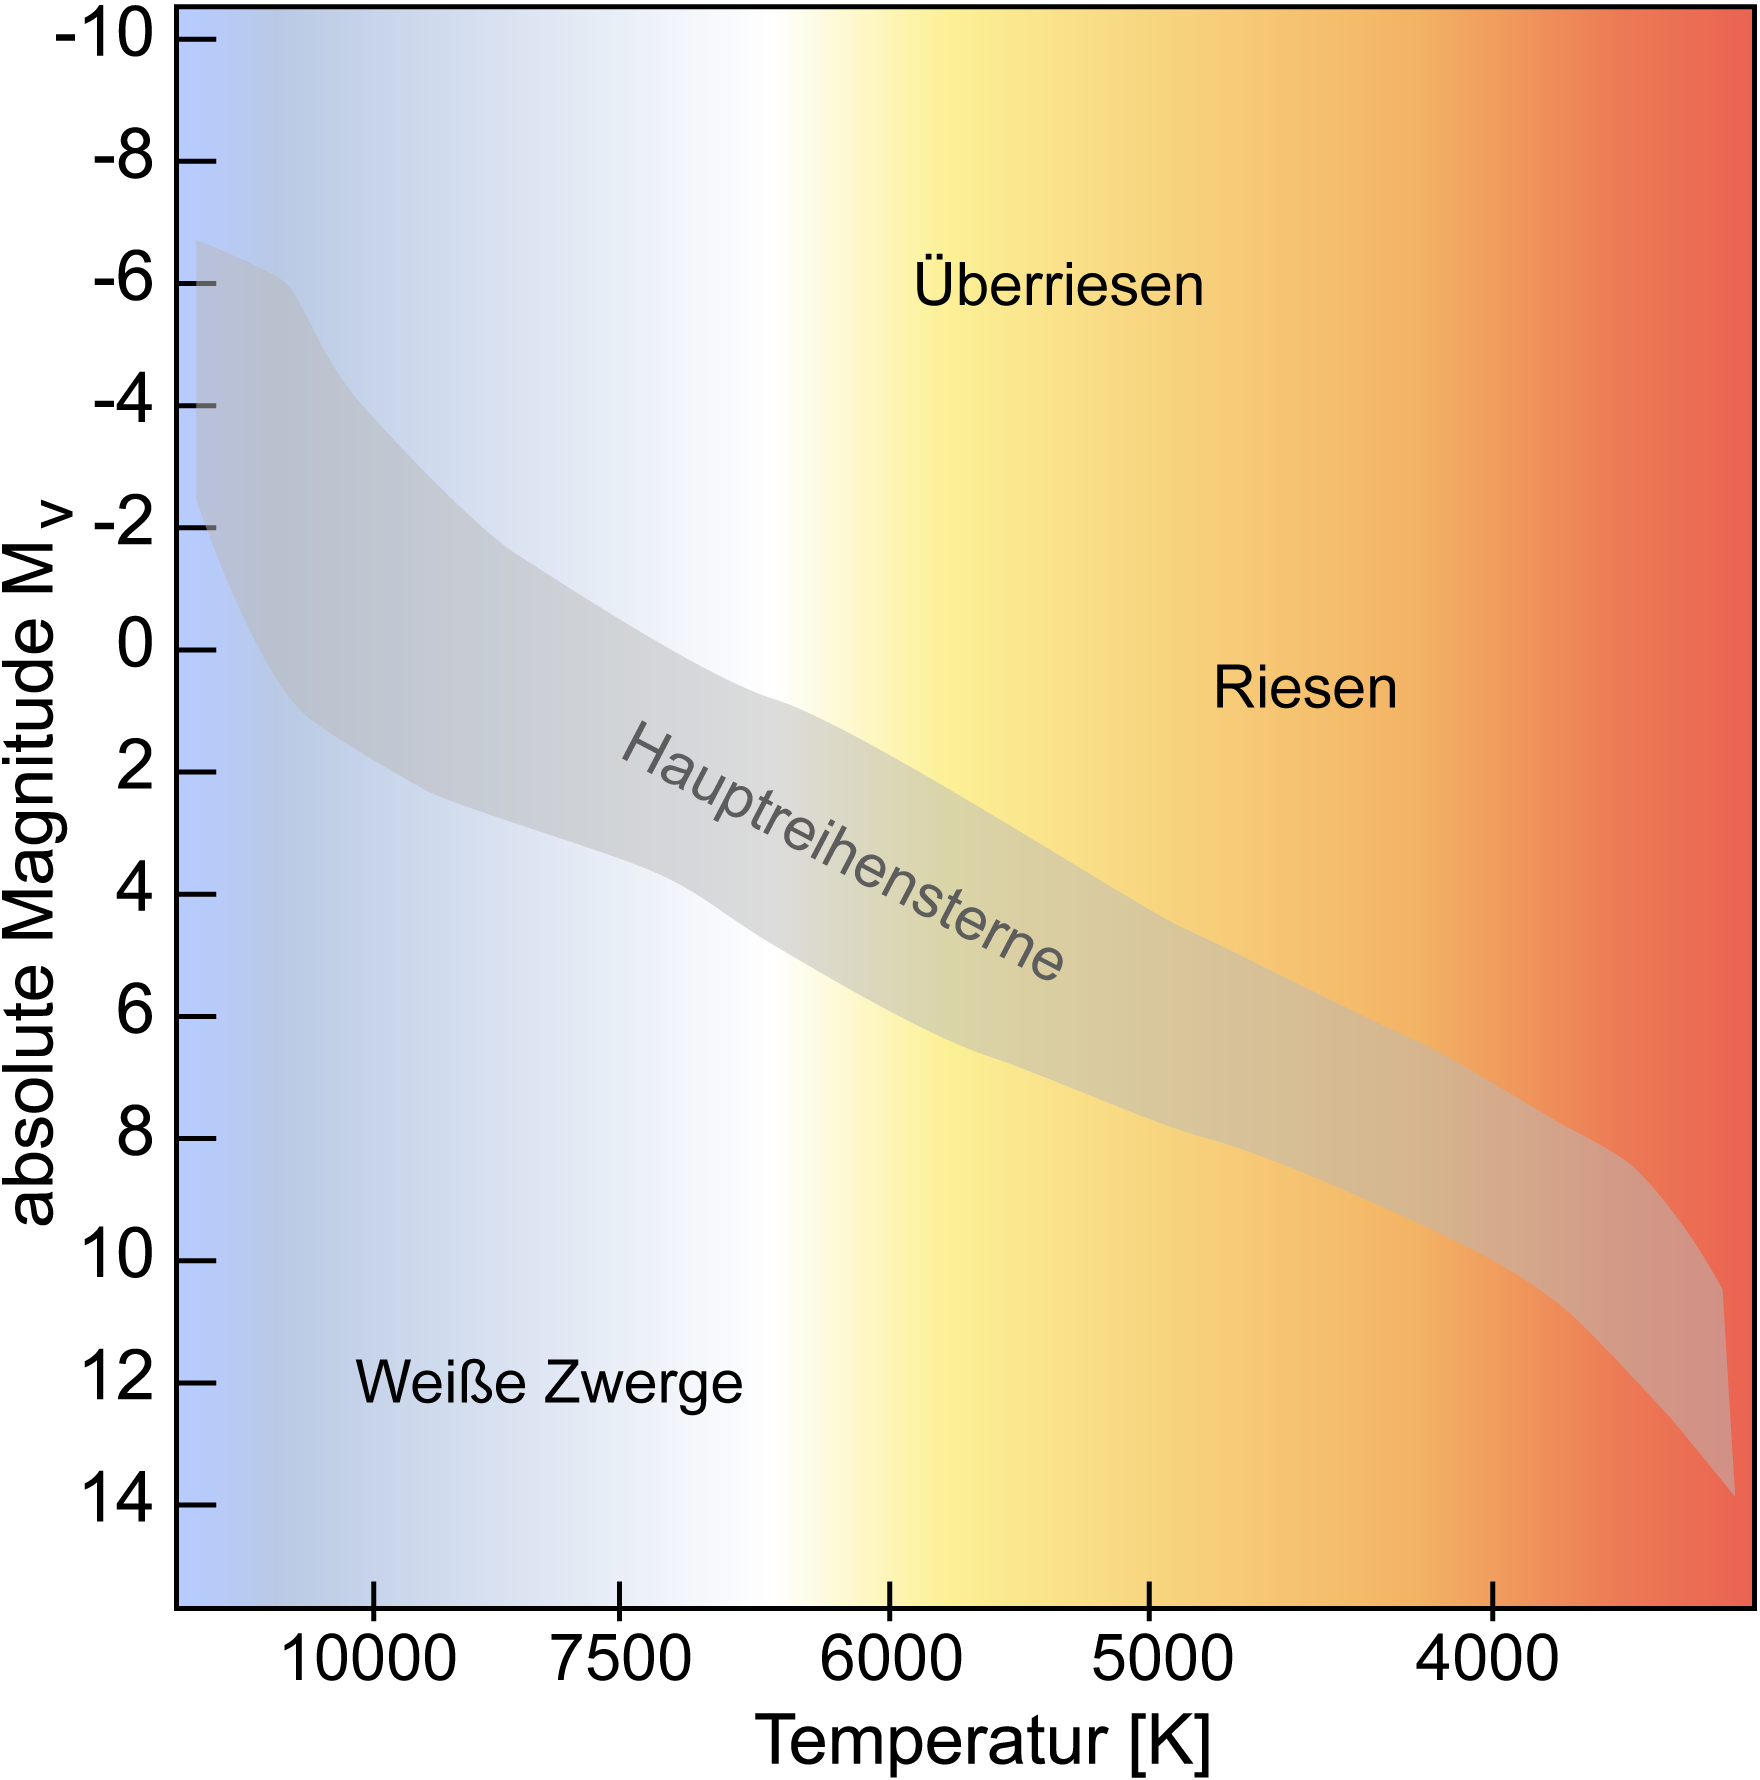 -10
-8
-6
-4
-2
0
2
4
6
8
10
12
14
absolute Magnitude Mv
Überriesen
Riesen
Hauptreihensterne
Weiße Zwerge
10000 7500 6000 5000 4000
Temperatur [K]